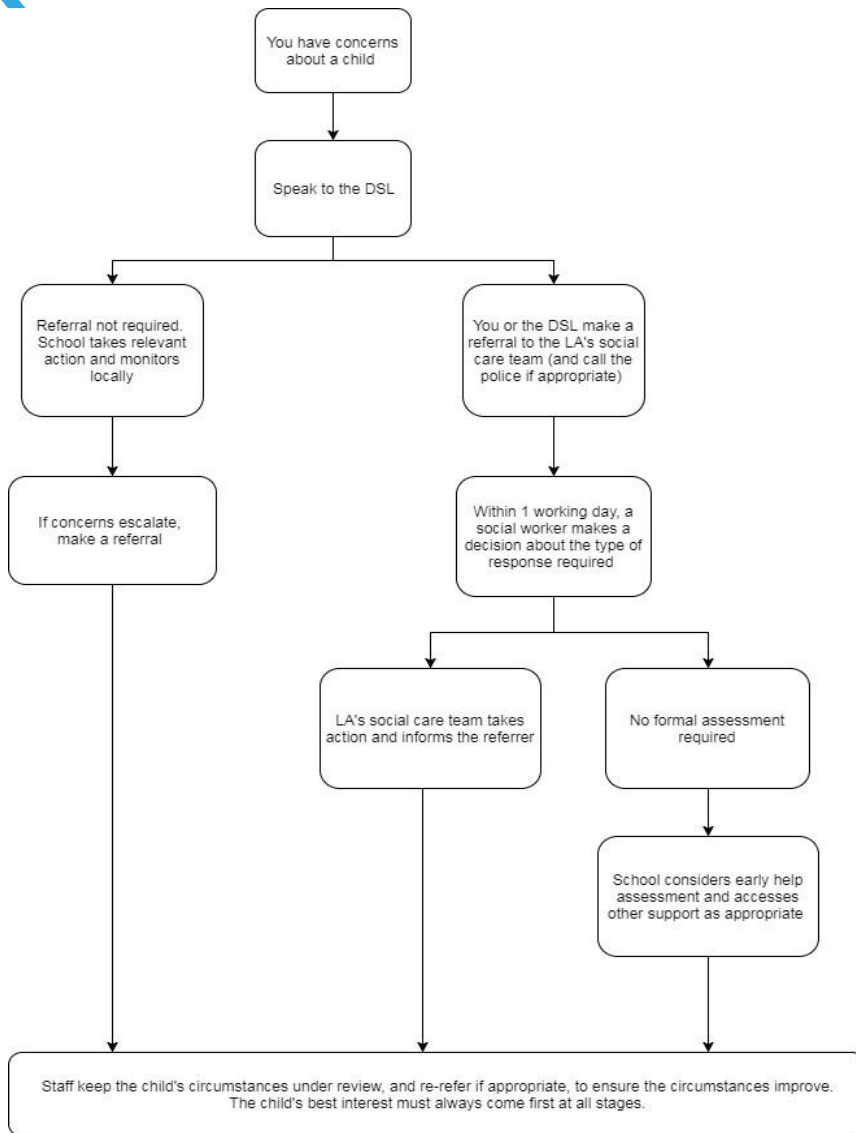 You have concerns
about a child
Speak to the DSL
Referral not required.
School takes relevant
action and monitors
locally
You or the DSL make a
referral to the LA's social
care team (and call the
police if appropriate)
If concerns escalate,
make a referral
Within 1 working day, a
social worker makes a
decision about the type of
response required
LA's social care team takes
action and informs the referrer
No formal assessment
required
School considers early help
assessment and accesses
other support as appropriate
Staff keep the child's circumstances under review, and re-refer if appropriate, to ensure the circumstances improve.
The child's best interest must always come first at all stages.